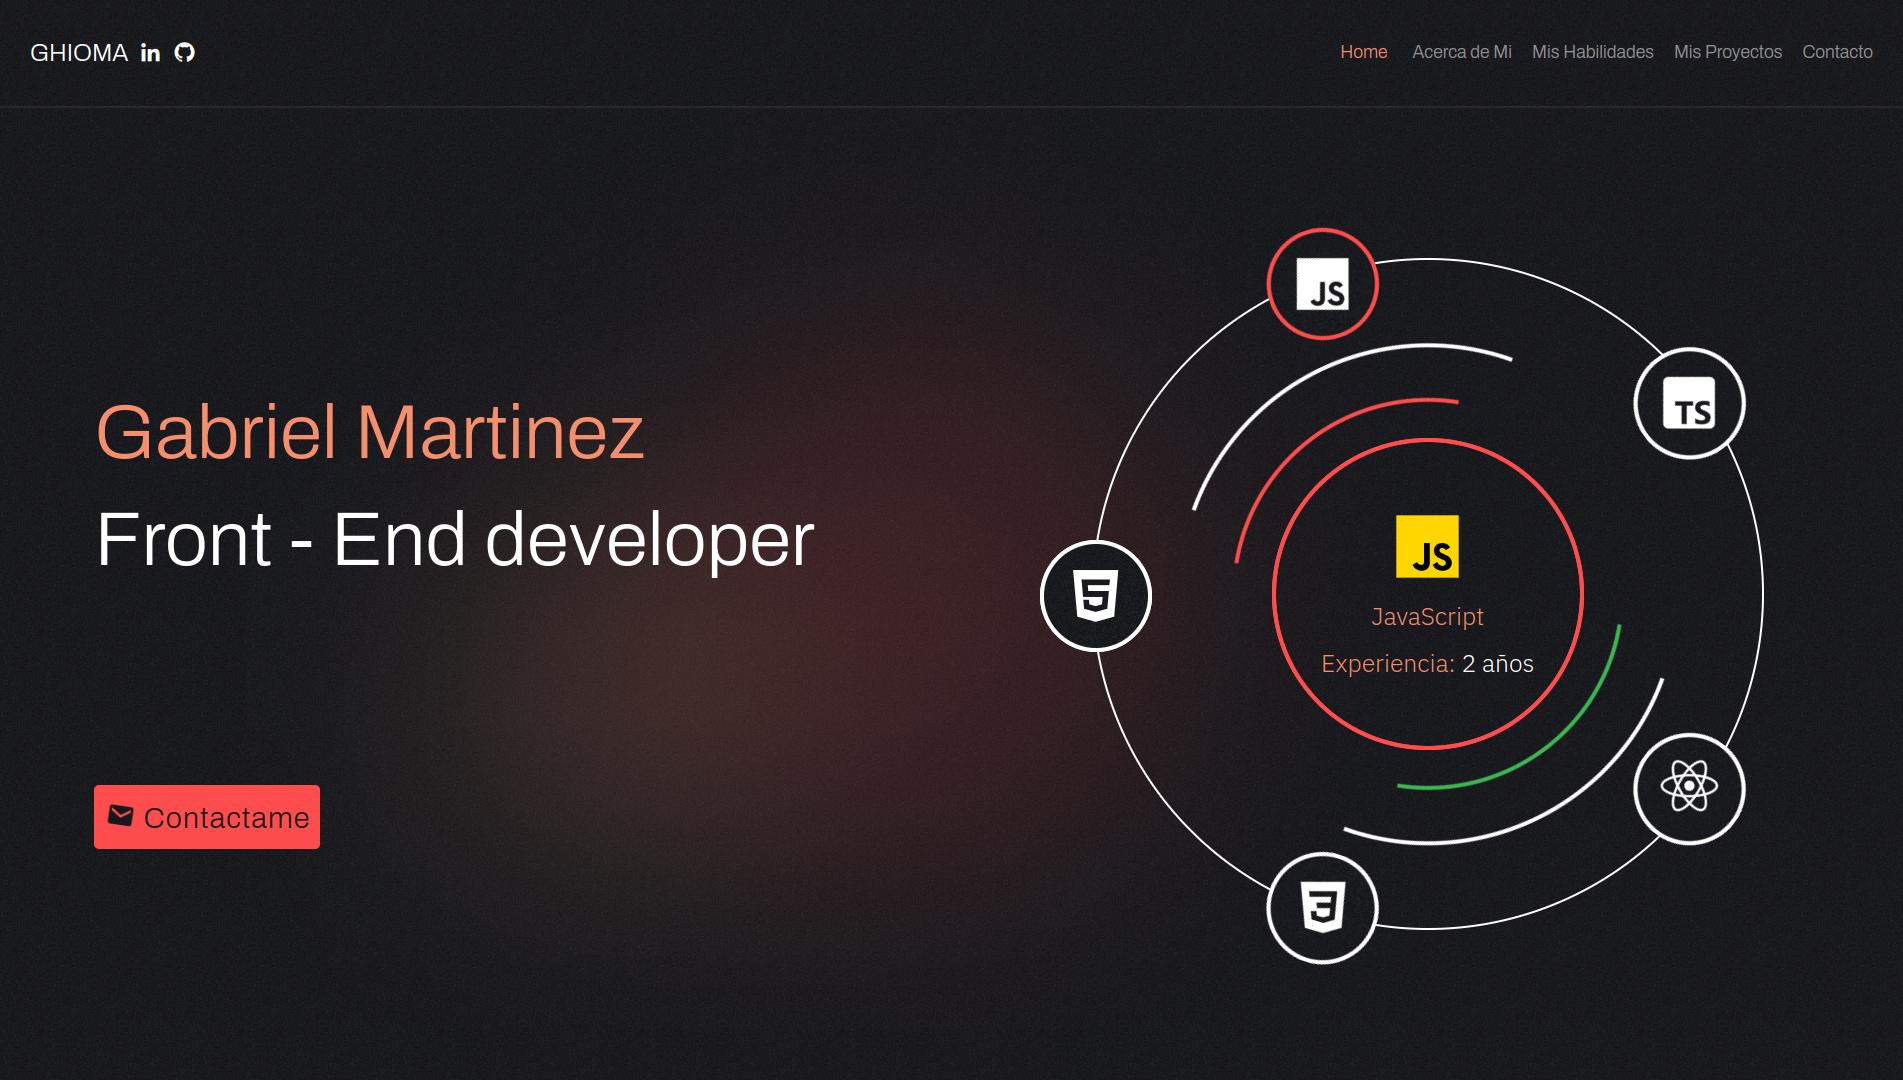 GHIOMA in
Home Acerca de Mi Mis Habilidades Mis Proyectos Contacto
JS
TS
Gabriel Martinez
Front - End developer
JS
JavaScript
Experiencia: 2 años
5
Contactame
3